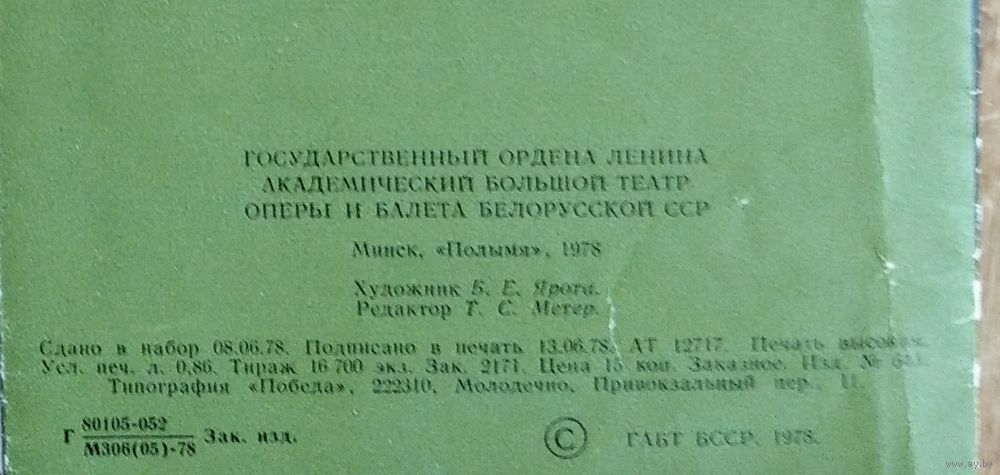 ГОСУДАРСТВЕННЫЙ ОРДЕНА ЛЕНИНА
АКАДЕМИЧЕСКИЙ БОЛЬШОЙ ТЕАТР
ОПЕРЫ И БАЛЕТА БЕЛОРУССКОЙ ССР
Минск, «Полымя», 1978
Художник Б. Е. Ярота.
Редактор Т. С. Метер.
Сдано в набор 08.06.78. Подписано в печать 13.06.78. АТ 12717. Печать высокая.
Усл. печ. л. 0,86. Тираж 16 700 экз. Зак. 2171. Цена 15 коп. Заказное. Изд. №
Типография «Победа», 222310, Молодечно, Привокзальный пер., 11.
Г 80105-052 Зак. изд.
М306(05)-78
© ГАБТ БССР, 1978.
www.ay.by